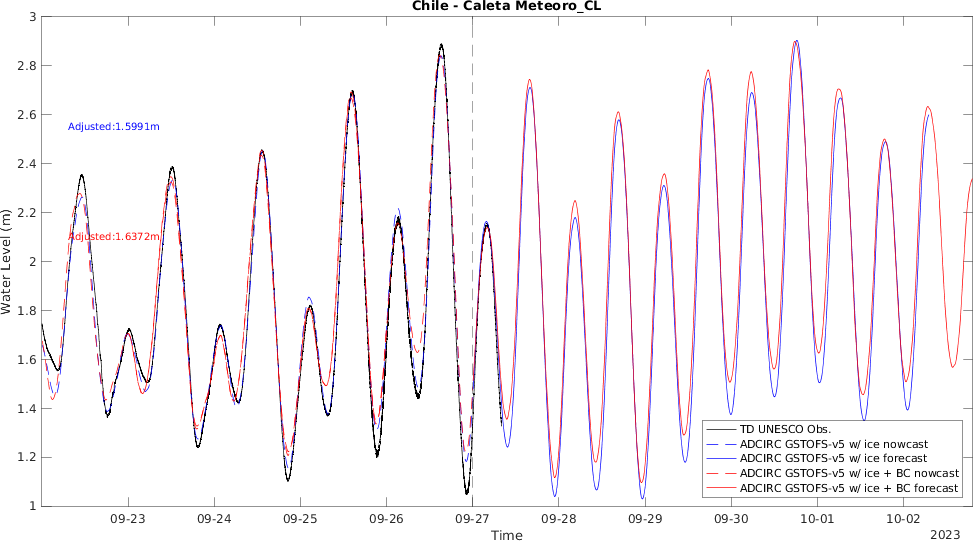 Chile - Caleta Meteoro_CL
3
2.8
2.6
2.4
2.2
2
1.8
1.6
1.4
1.2
1
Water Level (m)
Adjusted:1.5991m
Adjusted:1.6372m
TD UNESCO Obs.
ADCIRC GSTOFS-v5 w/ ice nowcast
ADCIRC GSTOFS-v5 w/ ice forecast
ADCIRC GSTOFS-v5 w/ ice + BC nowcast
ADCIRC GSTOFS-v5 w/ ice + BC forecast
09-23 09-24 09-25 09-26 09-27 09-28 09-29 09-30 10-01 10-02
Time
2023